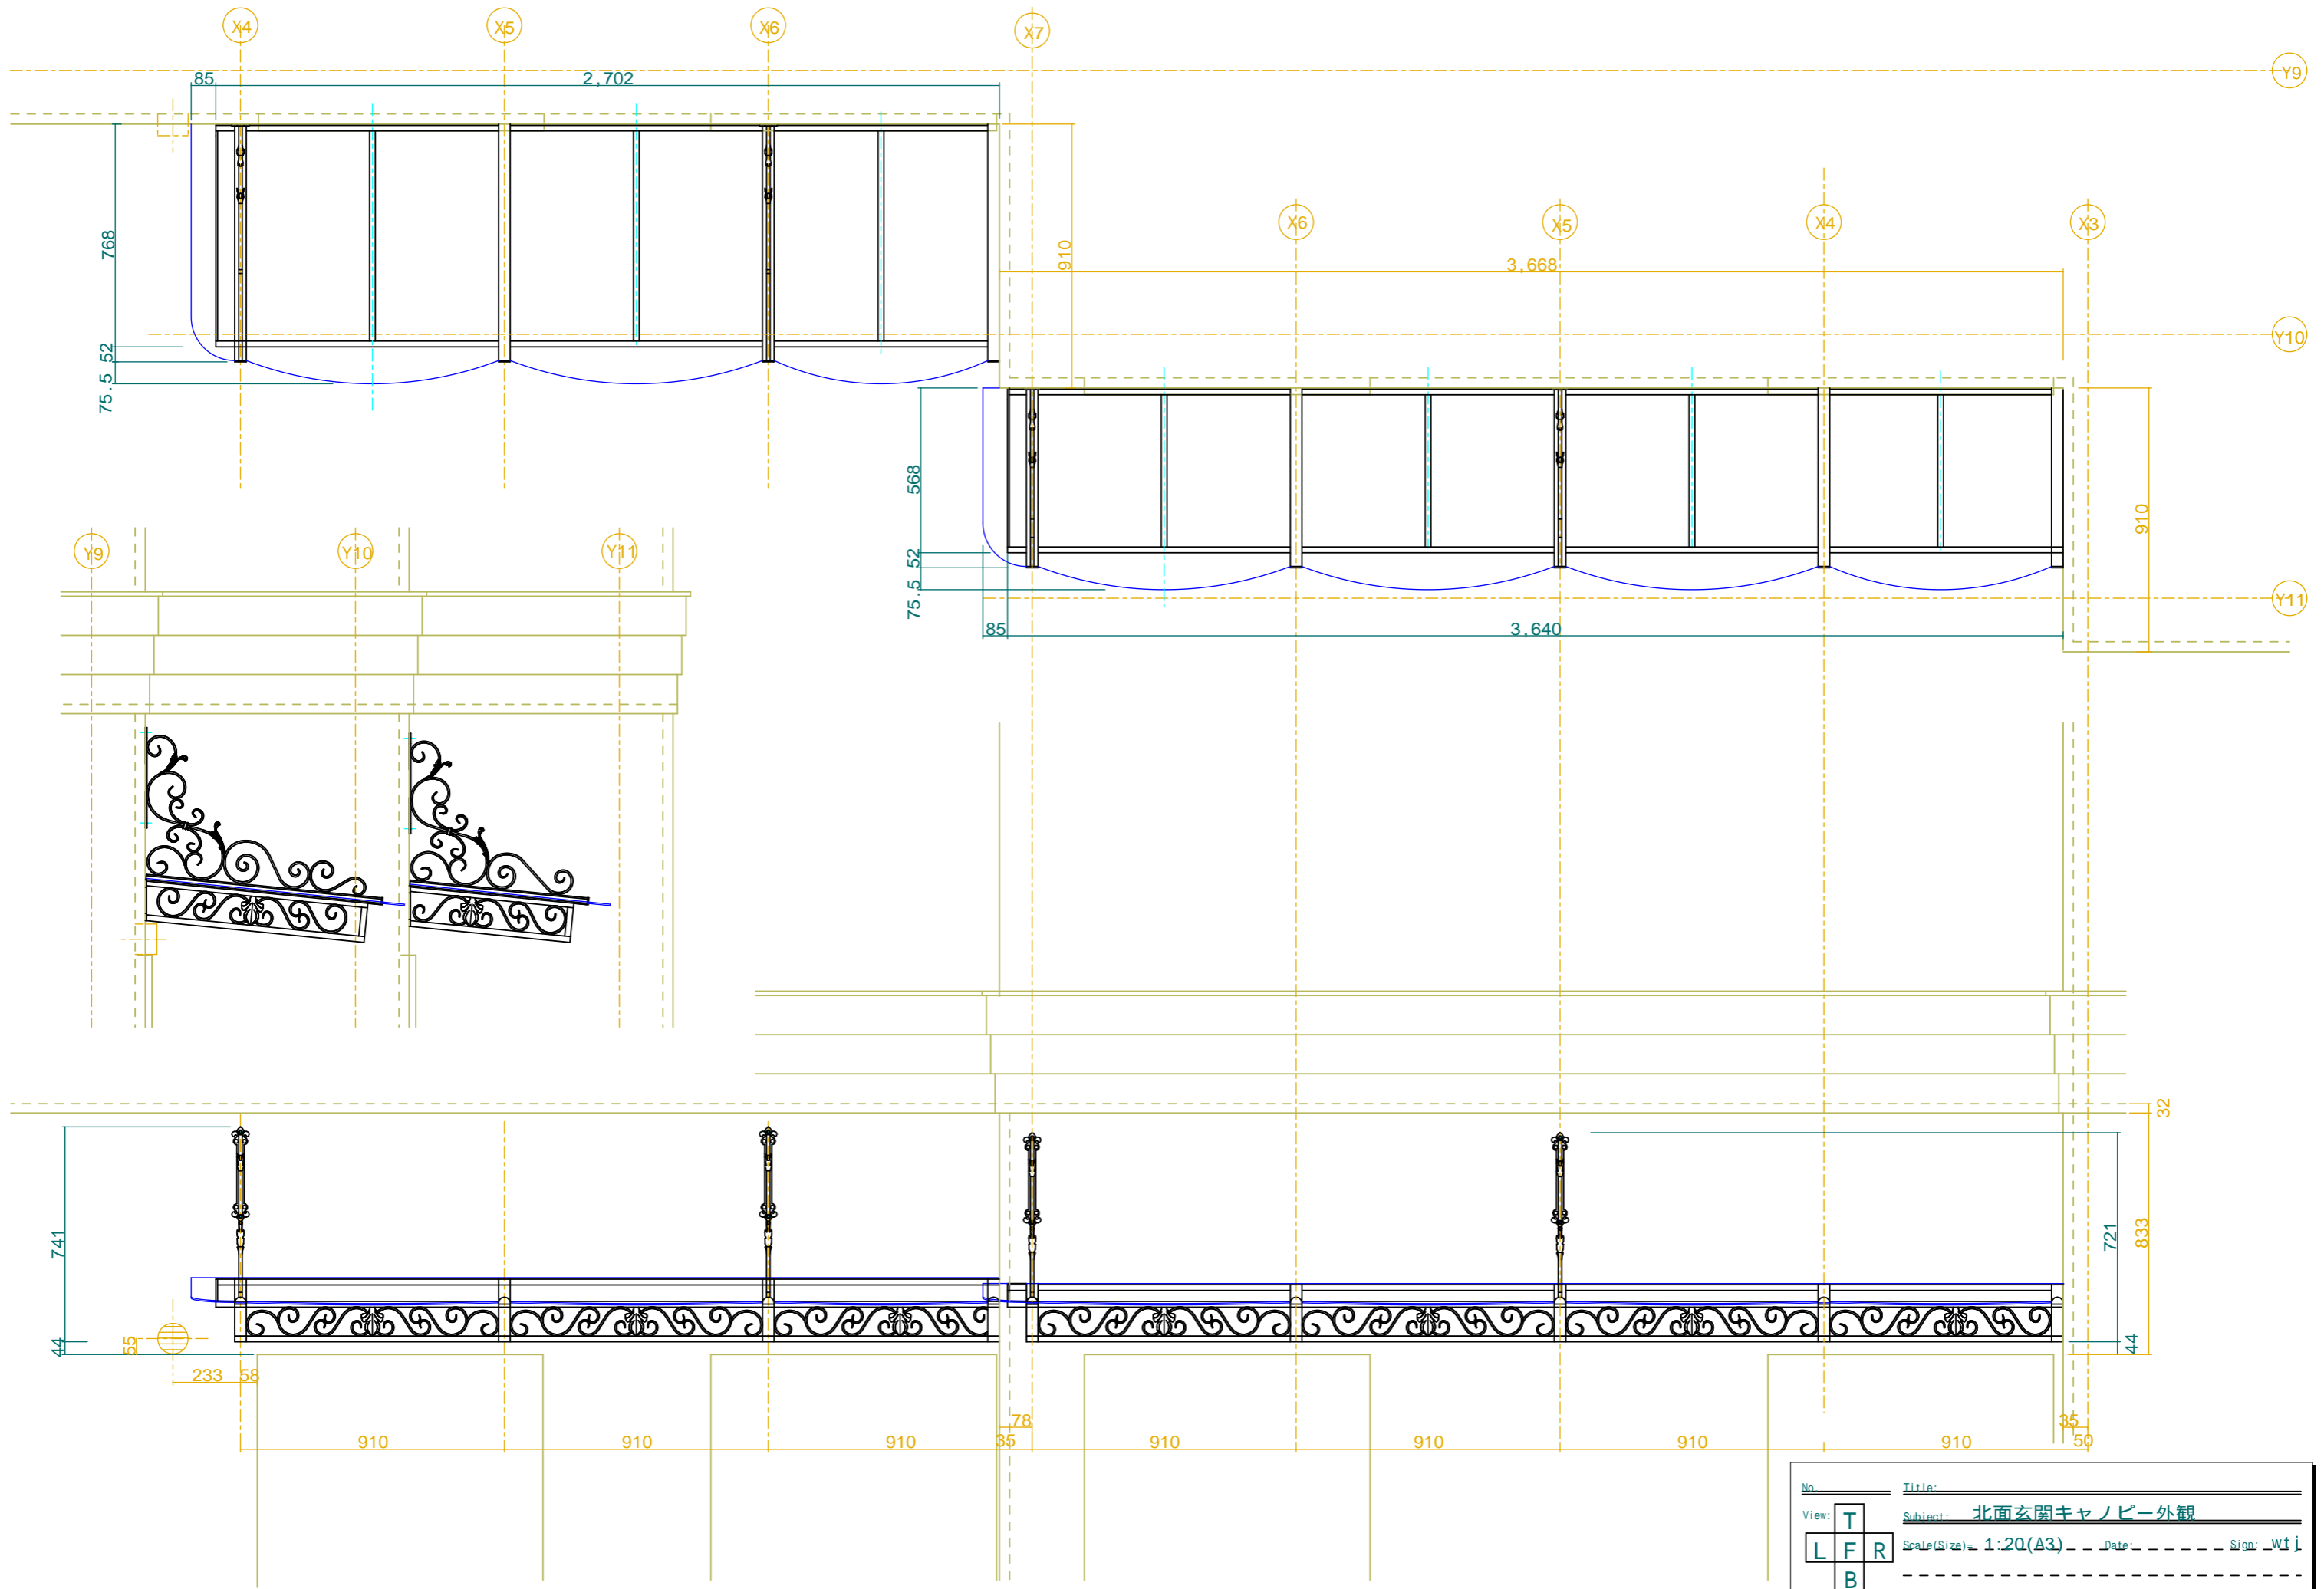 X4 X5 X6 X7
Y9
85 2,702
768
52
75.5
910
X6 X5 X4 X3
3,668
Y10
568
52
75.5
910
Y11
85 3,640
Y9 Y10 Y11
32
741
44
55
233 58
721
833
44
78
35
35
50
910 910 910 910 910 910 910
No. Title:
View: T
L F R
B
Subject: 北面玄関キャノピー外観
Scale(Size)= 1:20(A3) Date: Sign: wtj